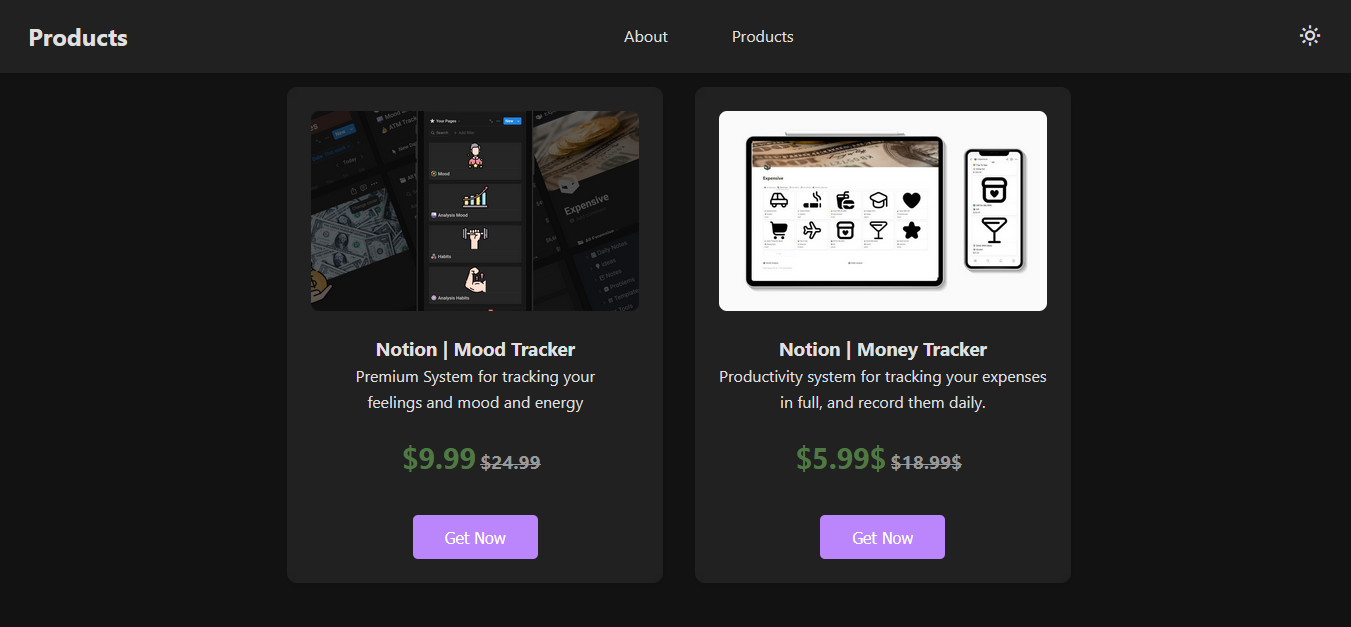 Products
About
Products
Your Pages
New
Search
Mood
Analysis Mood
Habits
Analysis Habits
Expensive
Daily Notes
Ideas
Notes
Problems
Today
Expensive
Notion | Mood Tracker
Premium System for tracking your
feelings and mood and energy
$9.99 $24.99
Get Now
Notion | Money Tracker
Productivity system for tracking your expenses
in full, and record them daily.
$5.99$ $18.99$
Get Now